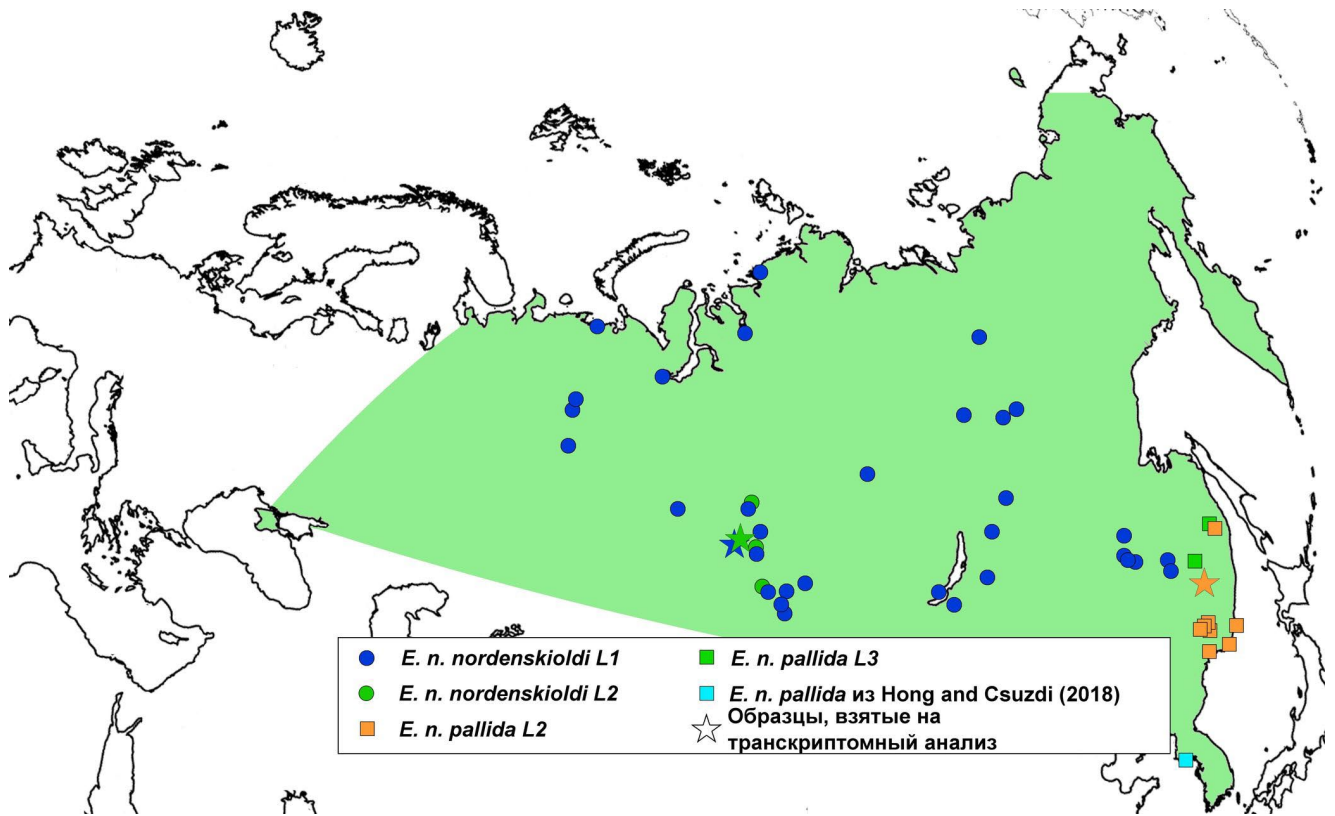 E. n. nordenskioldi L1
E. n. nordenskioldi L2
E. n. pallida L2
E. n. pallida L3
E. n. pallida из Hong and Csuzdi (2018)
Образцы, взятые на
транскриптомный анализ